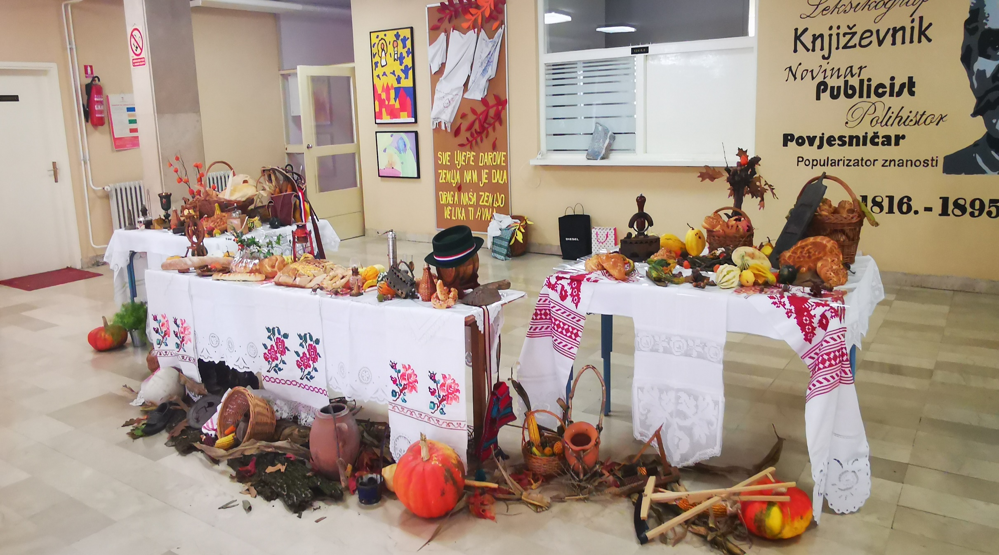 SVE LIJEPE DAROVE
ZEMLJA NAM JE DALA
DRAGA NAŠA ZEMLJO
VELIKA TI HVALA
DIESEL
Leksikograf
Književnik
Novinar
Publicist
Polihistor
Povjesničar
Popularizator znanosti
1816. - 1895